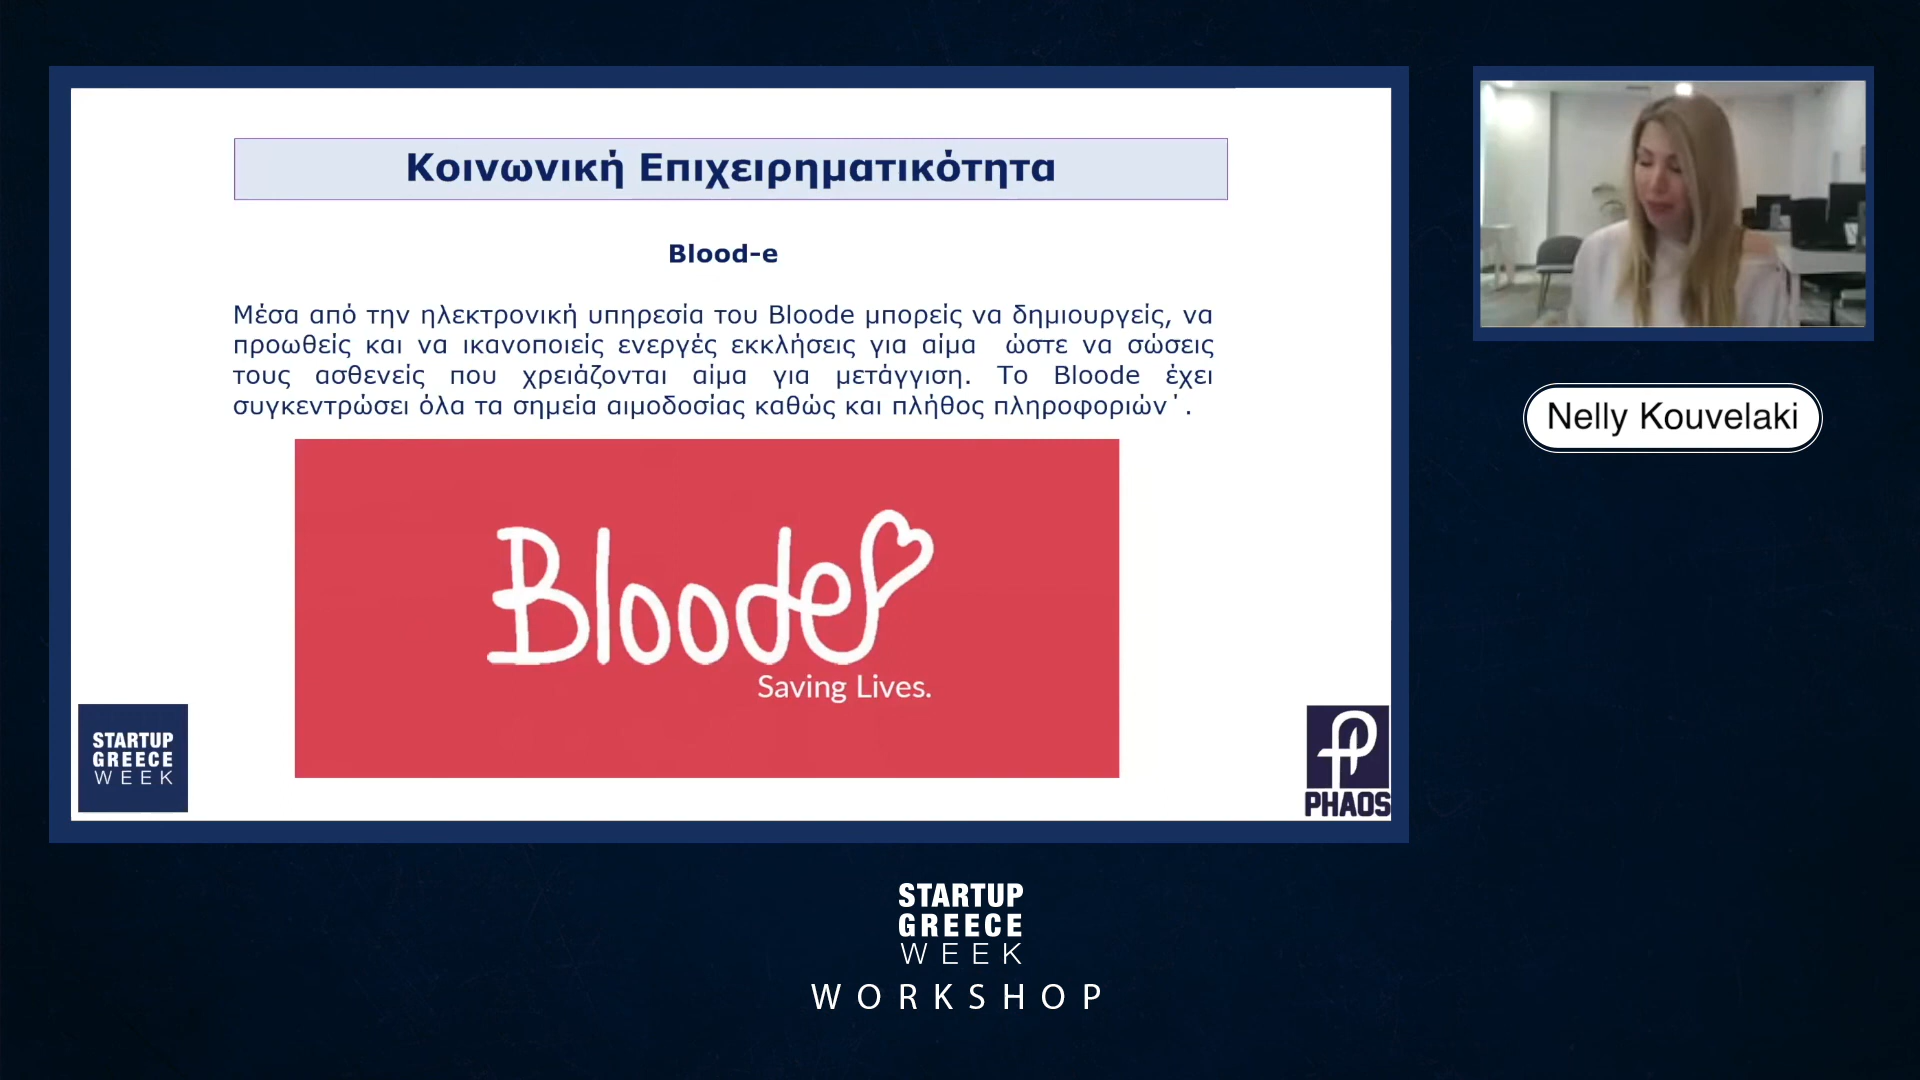 Κοινωνική Επιχειρηματικότητα
Blood-e
Μέσα από την ηλεκτρονική υπηρεσία του Bloode μπορείς να δημιουργείς, να
προωθείς και να ικανοποιείς ενεργές εκκλήσεις για αίμα ώστε να σώσεις
τους ασθενείς που χρειάζονται αίμα για μετάγγιση. Το Bloode έχει
συγκεντρώσει όλα τα σημεία αιμοδοσίας καθώς και πλήθος πληροφοριών΄.
Bloode
Saving Lives.
STARTUP
GREECE
WEEK
PHAOS
Nelly Kouvelaki
STARTUP
GREECE
WEEK
WORKSHOP